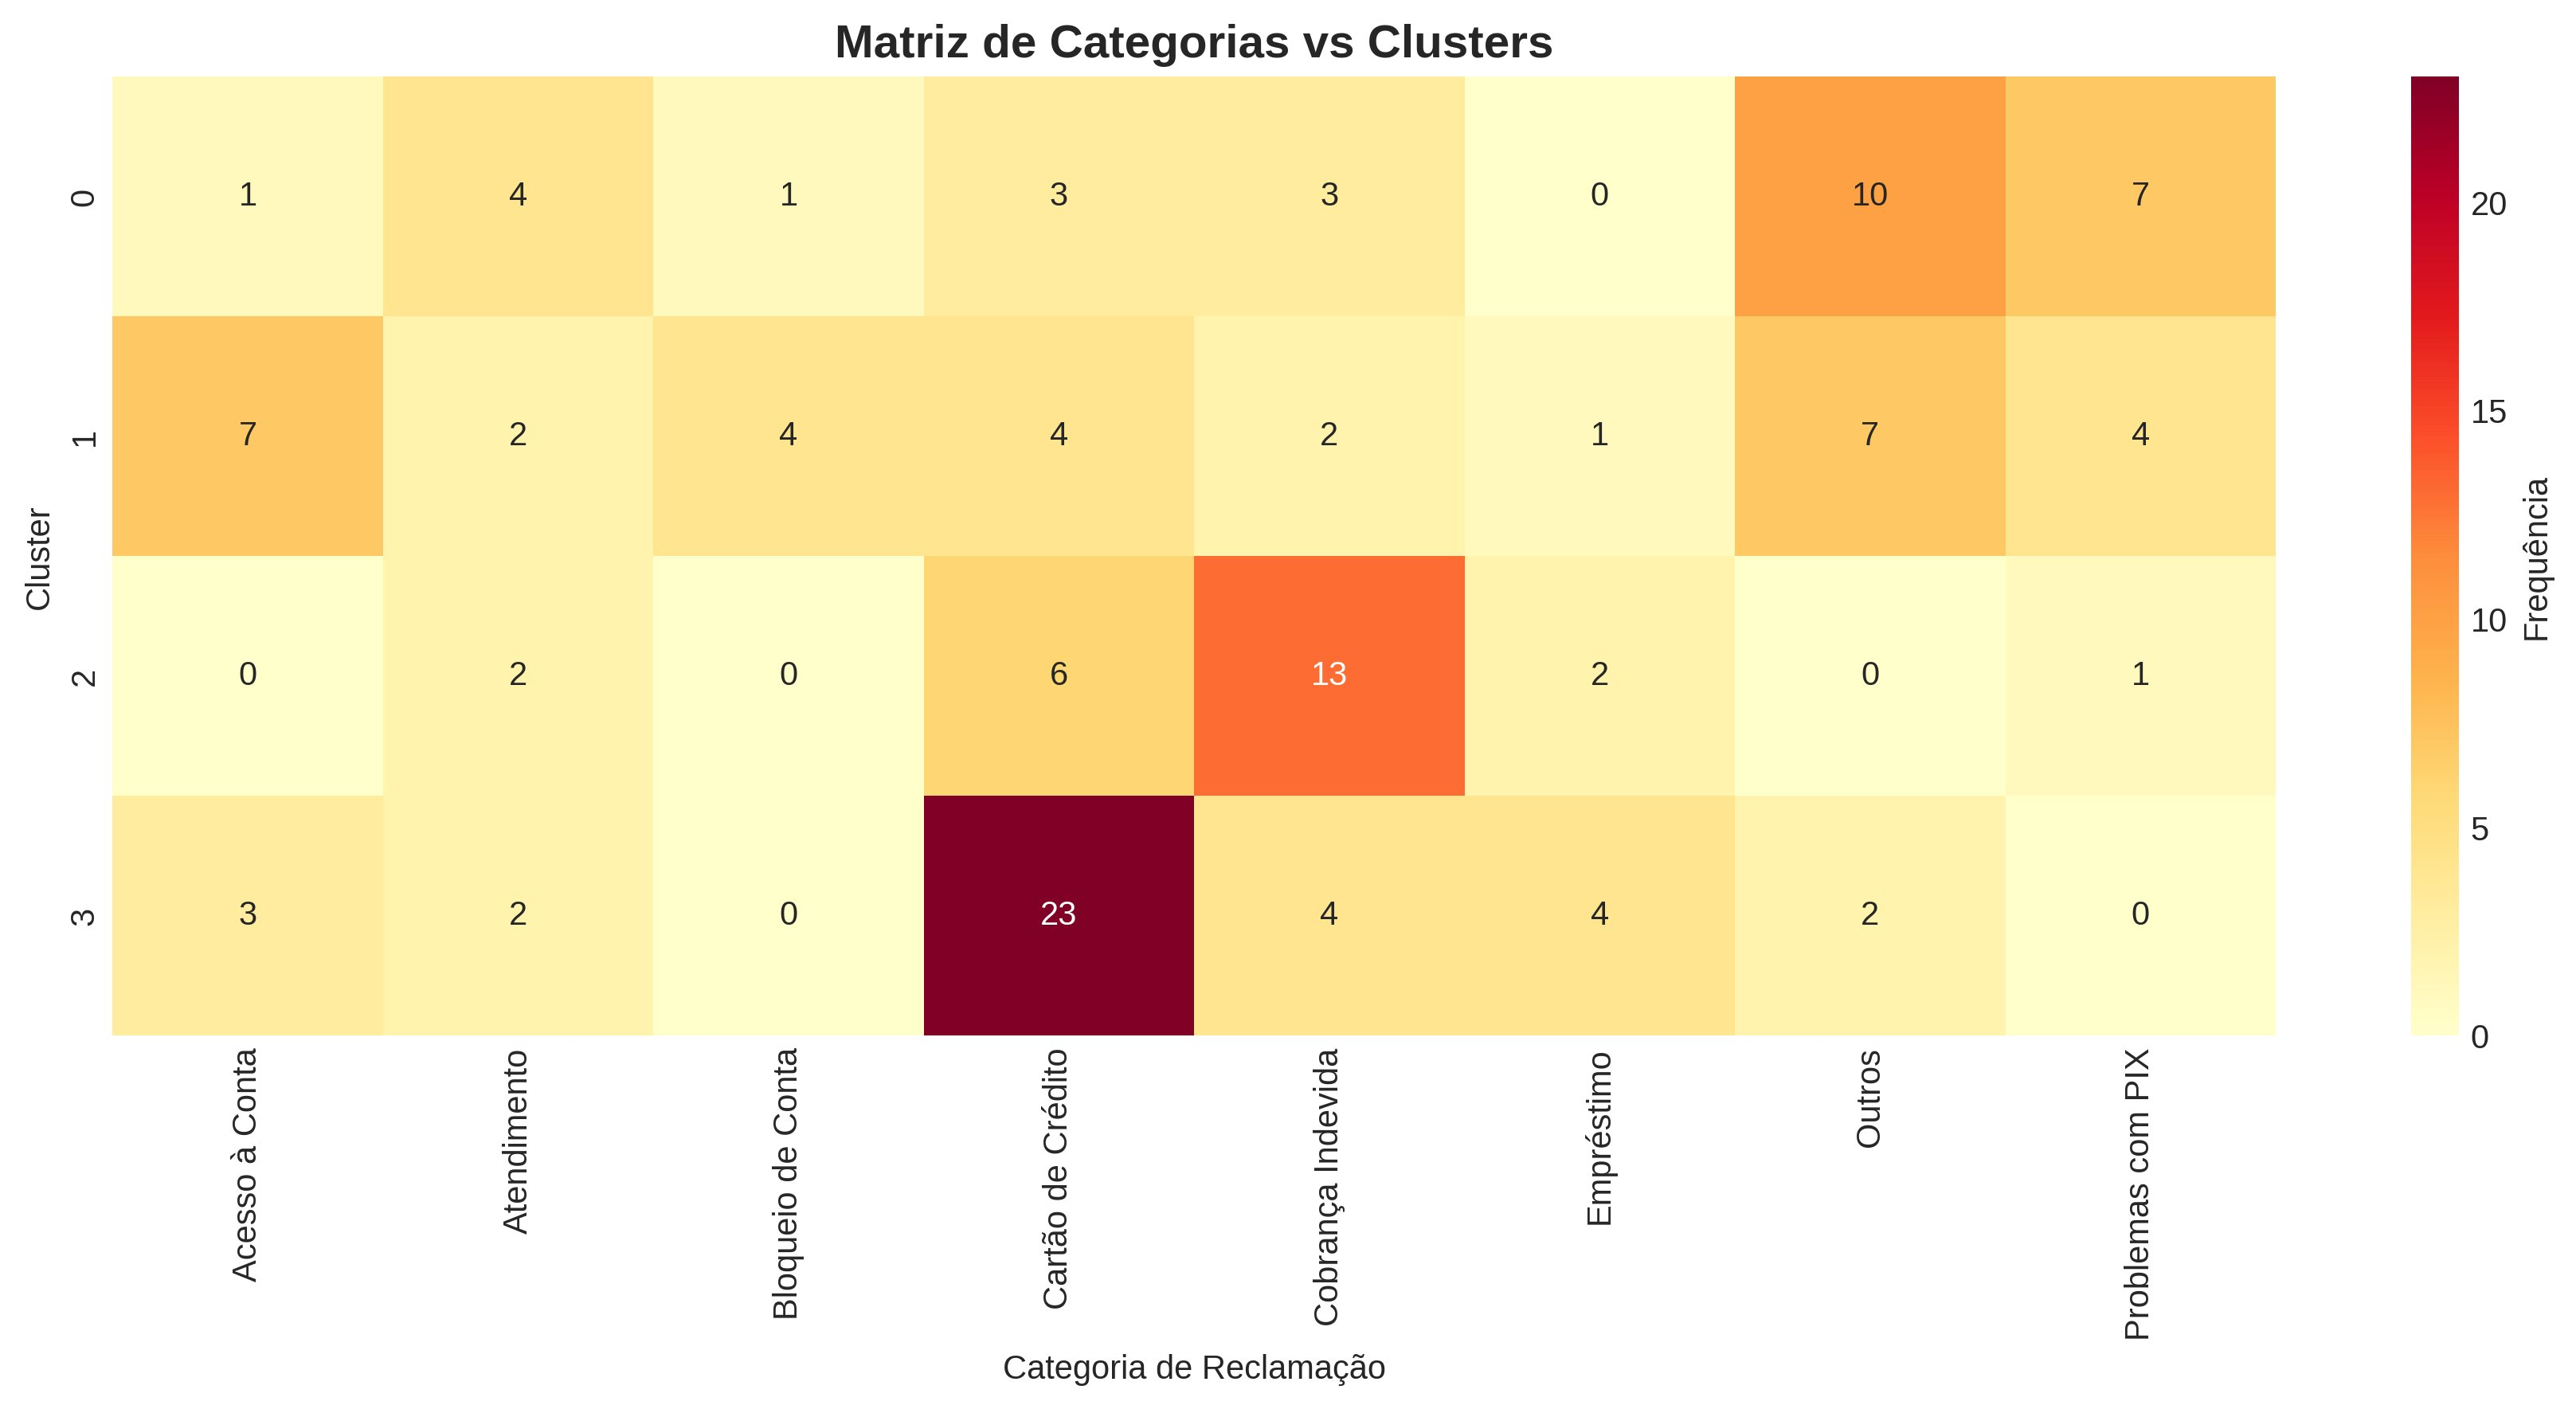 Matriz de Categorias vs Clusters
Cluster
0
1 4 1 3 3 0 10 7
1
7 2 4 4 2 1 7 4
2
0 2 0 6 13 2 0 1
3
3 2 0 23 4 4 2 0
Acesso à Conta
Atendimento
Bloqueio de Conta
Cartão de Crédito
Cobrança Indevida
Empréstimo
Outros
Problemas com PIX
Categoria de Reclamação
20
15
10
5
0
Frequência